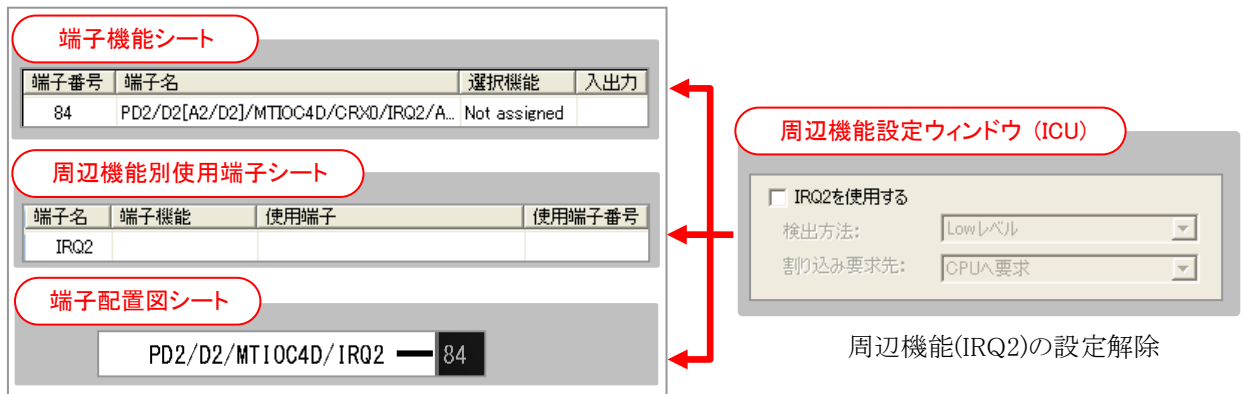 端子機能シート
端子番号 端子名 選択機能 入出力
84 PD2/D2[A2/D2]/MTIOC4D/CRX0/IRQ2/A... Not assigned
周辺機能別使用端子シート
端子名 端子機能 使用端子 使用端子番号
IRQ2
端子配置図シート
PD2/D2/MTIOC4D/IRQ2 84
周辺機能設定ウィンドウ (ICU)
IRQ2を使用する
検出方法: Lowレベル
割り込み要求先: CPUへ要求
周辺機能(IRQ2)の設定解除